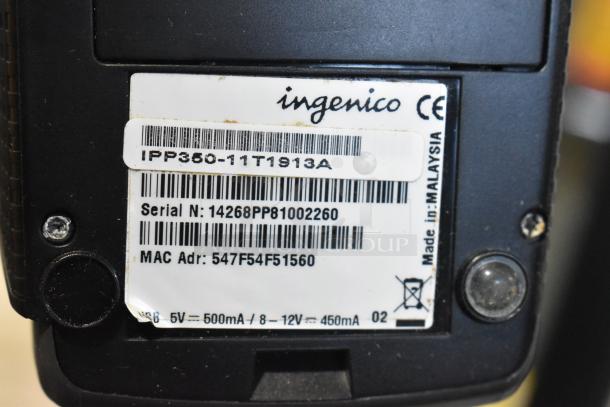 ingenico CE
IPP350-11T1913A
Serial N: 14268PP81002260
MAC Adr: 547F54F51560
Made in: MALAYSIA
5V ⎓ 500mA / 8 - 12V ⎓ 450mA 02